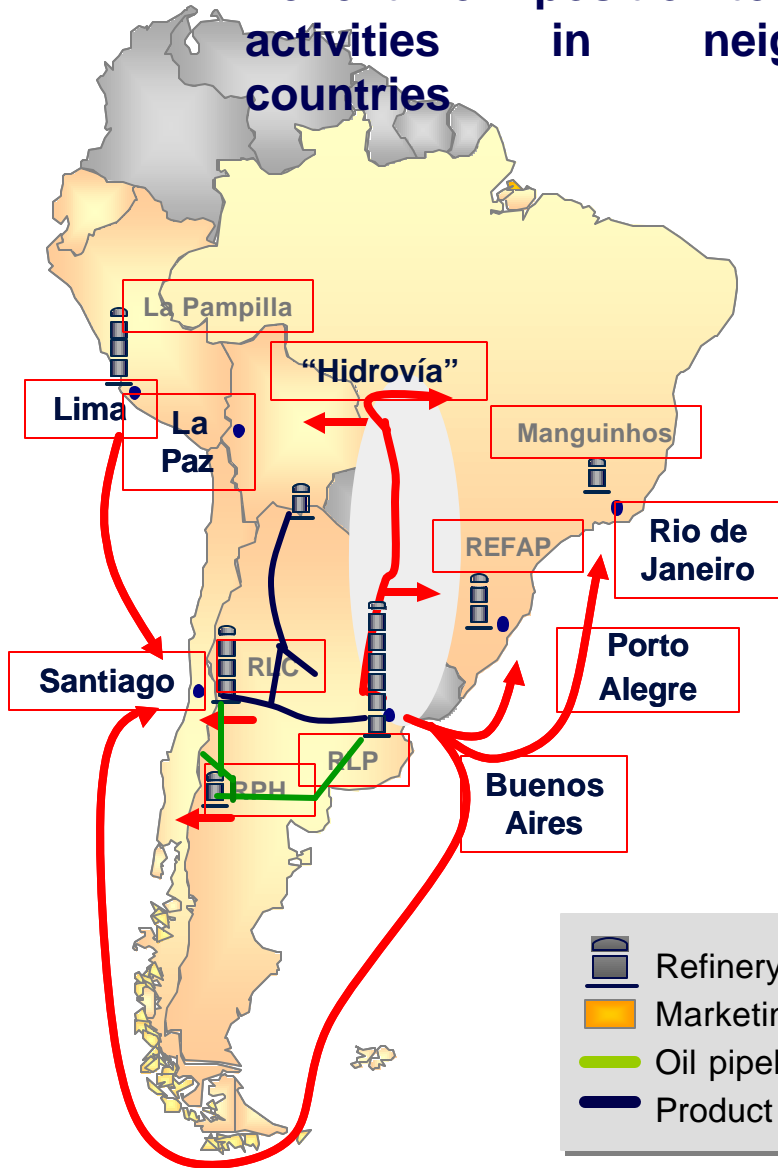 activities in neig
countries
La Pampilla
“Hidrovía”
Lima
La
Paz
Manguinhos
REFAP
Rio de
Janeiro
Santiago
RLC
Porto
Alegre
RLP
RPH
Buenos
Aires
Refinery
Marketin
Oil pipel
Product